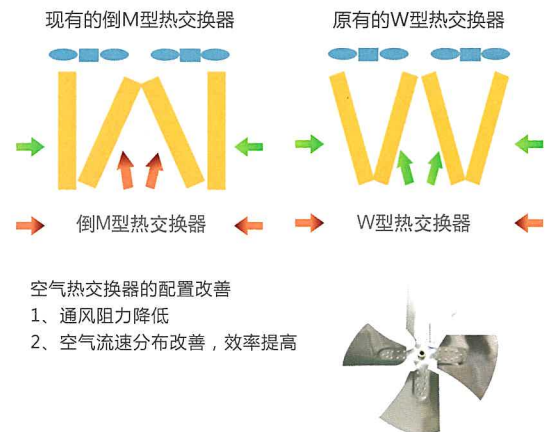 现有的倒M型热交换器
原有的W型热交换器
倒M型热交换器
W型热交换器
空气热交换器的配置改善
1、通风阻力降低
2、空气流速分布改善，效率提高